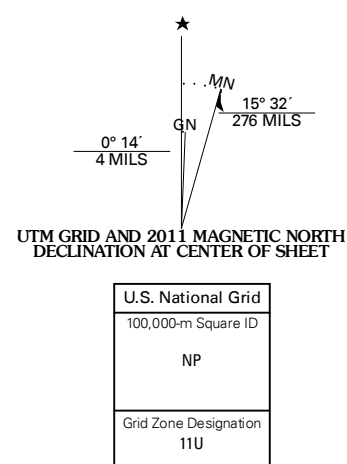 MN
15° 32´
276 MILS
GN
0° 14´
4 MILS
UTM GRID AND 2011 MAGNETIC NORTH
DECLINATION AT CENTER OF SHEET
U.S. National Grid
100,000-m Square ID
NP
Grid Zone Designation
11U